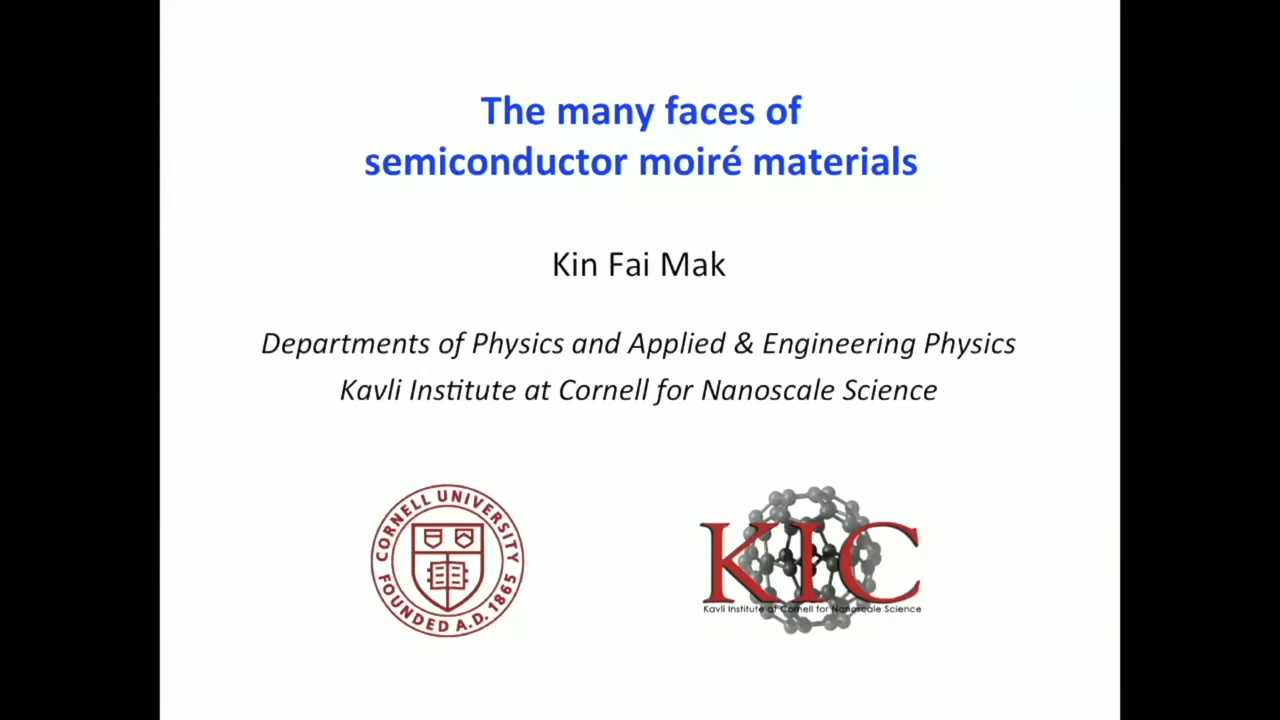 The many faces of
semiconductor moiré materials
Kin Fai Mak
Departments of Physics and Applied & Engineering Physics
Kavli Institute at Cornell for Nanoscale Science
CORNELL UNIVERSITY
FOUNDED A.D. 1865
KIC
Kavli Institute at Cornell for Nanoscale Science